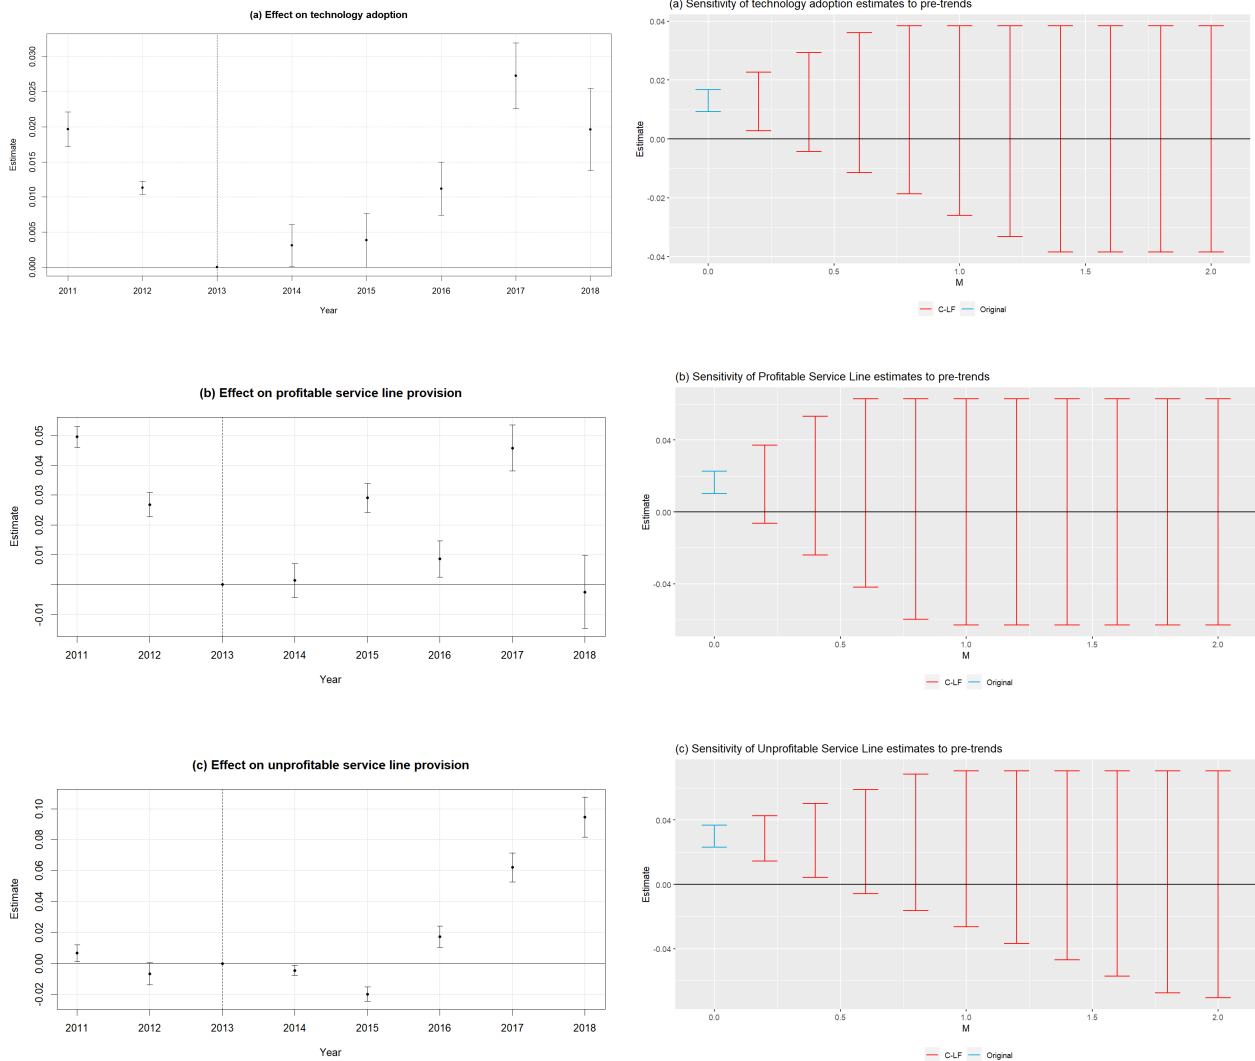 (a) Effect on technology adoption
0.030
0.025
0.020
0.015
0.010
0.005
0.000
Estimate
2011 2012 2013 2014 2015 2016 2017 2018
Year
(a) Sensitivity of technology adoption estimates to pre-trends
0.04
0.02
0.00
-0.02
-0.04
Estimate
0.0 0.5 1.0 1.5 2.0
M
C-LF Original
(b) Effect on profitable service line provision
0.05
0.04
0.03
0.02
0.01
-0.01
Estimate
2011 2012 2013 2014 2015 2016 2017 2018
Year
(b) Sensitivity of Profitable Service Line estimates to pre-trends
0.04
0.00
-0.04
Estimate
0.0 0.5 1.0 1.5 2.0
M
C-LF Original
(c) Effect on unprofitable service line provision
0.10
0.08
0.06
0.04
0.02
0.00
-0.02
Estimate
2011 2012 2013 2014 2015 2016 2017 2018
Year
(c) Sensitivity of Unprofitable Service Line estimates to pre-trends
0.04
0.00
-0.04
Estimate
0.0 0.5 1.0 1.5 2.0
M
C-LF Original